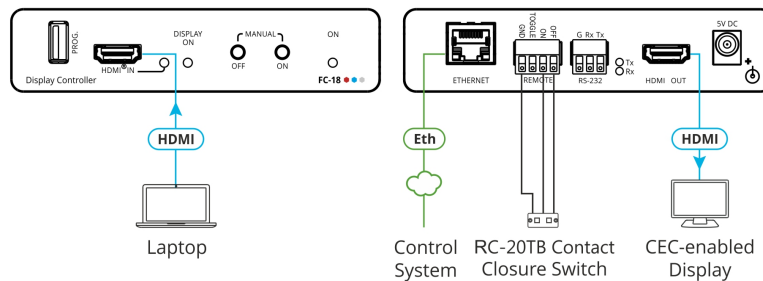 PROG.
DISPLAY
ON
MANUAL
ON
HDMI® IN
OFF ON
Display Controller
FC-18
HDMI
Laptop
GND
TOGGLE
ON
OFF
G Rx Tx
5V DC
Tx
Rx
ETHERNET
REMOTE
RS-232
HDMI OUT
+
Eth
HDMI
Control
System
RC-20TB Contact
Closure Switch
CEC-enabled
Display